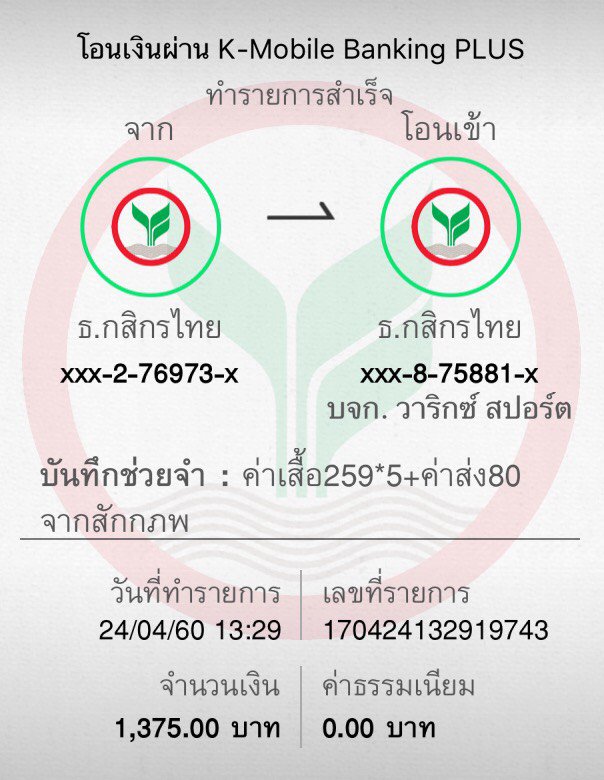 โอนเงินผ่าน K-Mobile Banking PLUS
ทำรายการสำเร็จ
จาก
โอนเข้า
ธ.กสิกรไทย
ธ.กสิกรไทย
xxx-2-76973-x
xxx-8-75881-x
บจก. วาริกซ์ สปอร์ต
บันทึกช่วยจำ : ค่าเสื้อ259*5+ค่าส่ง80
จากสักกภพ
วันที่ทำรายการ
เลขที่รายการ
24/04/60 13:29
170424132919743
จำนวนเงิน
ค่าธรรมเนียม
1,375.00 บาท
0.00 บาท